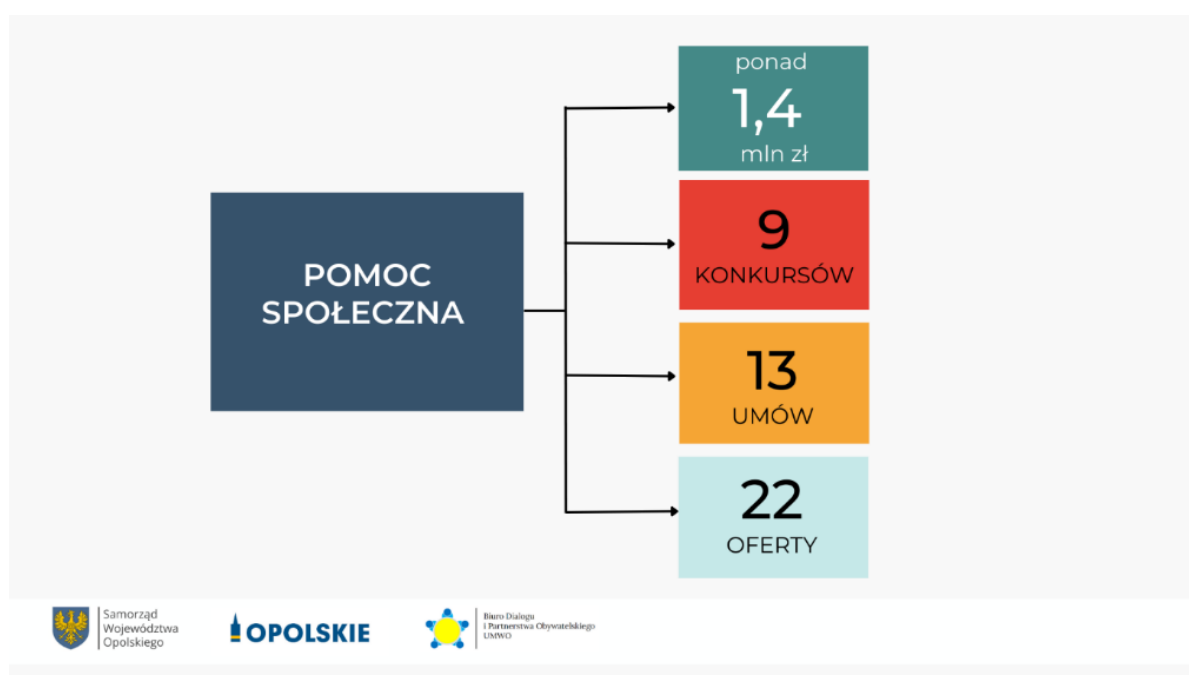 POMOC
SPOŁECZNA
ponad
1,4
mln zł
9
KONKURSÓW
13
UMÓW
22
OFERTY
Samorząd
Województwa
Opolskiego
OPOLSKIE
Biuro Dialogu
i Partnerstwa Obywatelskiego
UMWO